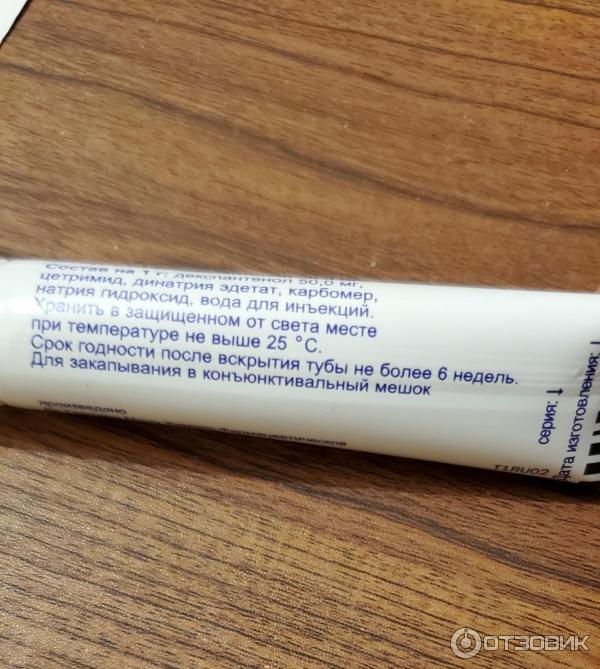 Состав на 1 г: декспантенол 50,0 мг,
цетримид, динатрия эдетат, карбомер,
натрия гидроксид, вода для инъекций.
Хранить в защищенном от света месте
при температуре не выше 25 °C.
Срок годности после вскрытия тубы не более 6 недель.
Для закапывания в конъюнктивальный мешок
произведено
T1RU02
серия: ↓
Дата изготовления: ↓
ОТЗОВИК